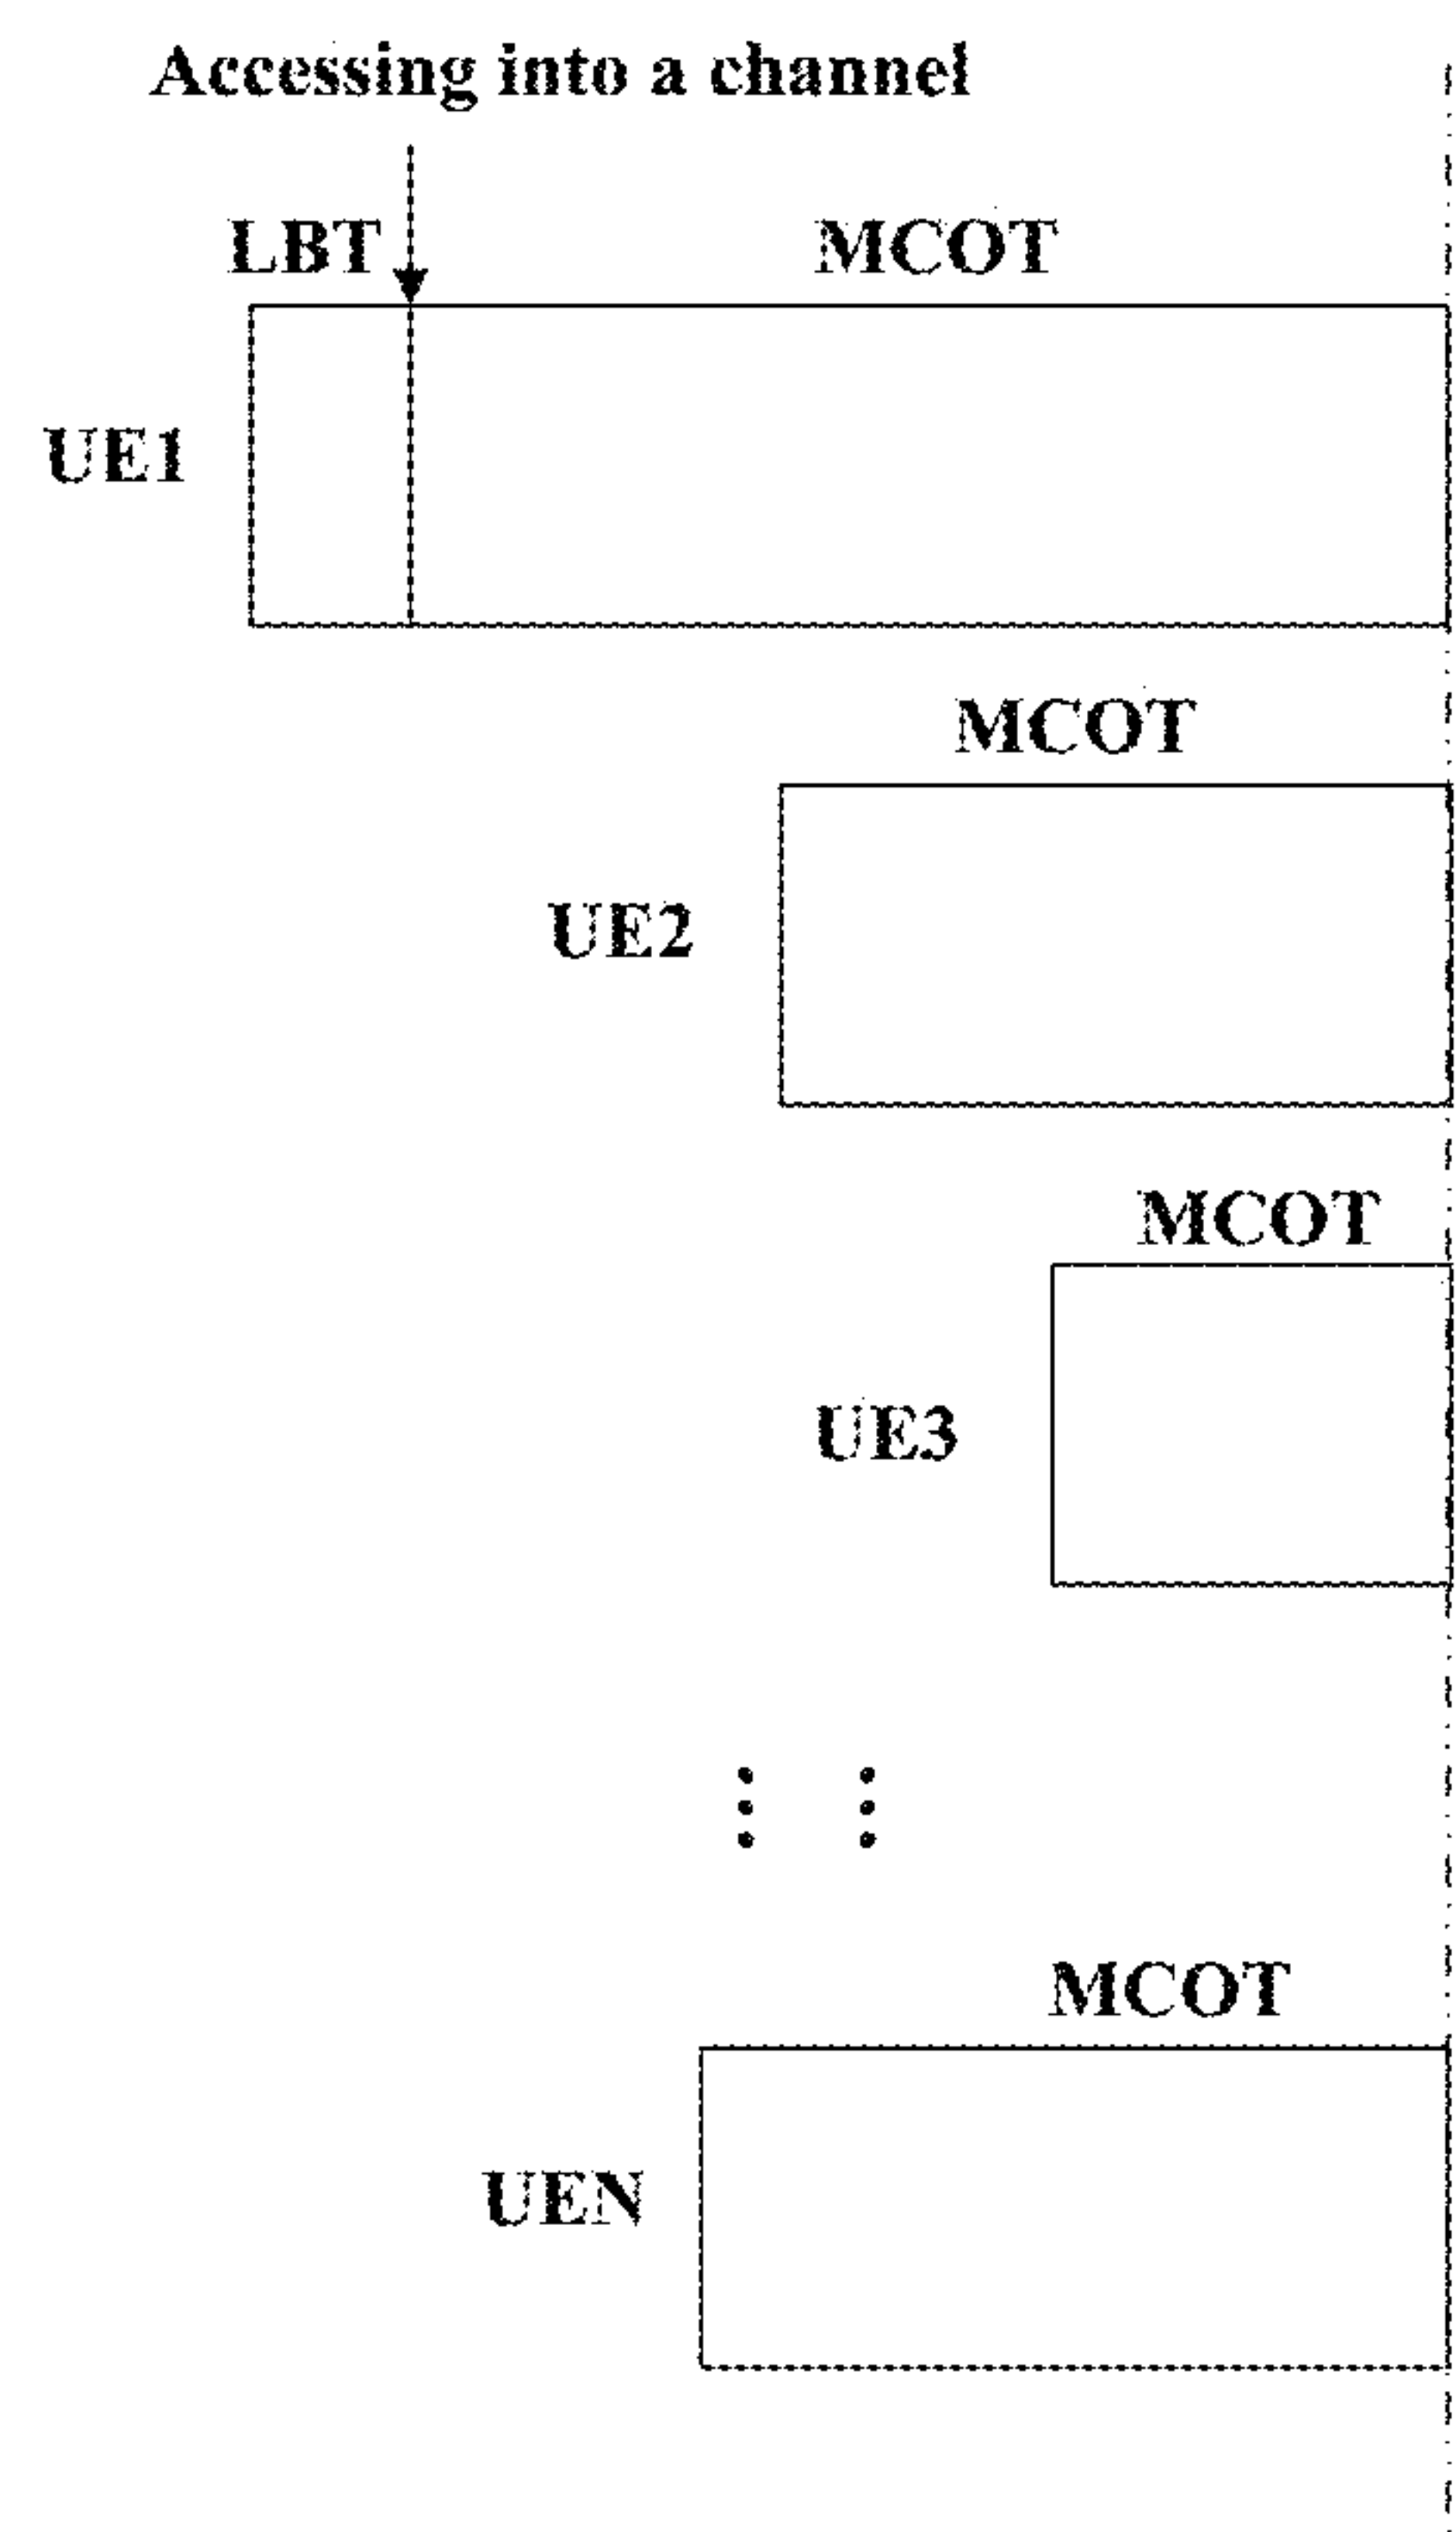 Accessing into a channel
LBT MCOT
UE1
MCOT
UE2
MCOT
UE3
MCOT
UEN